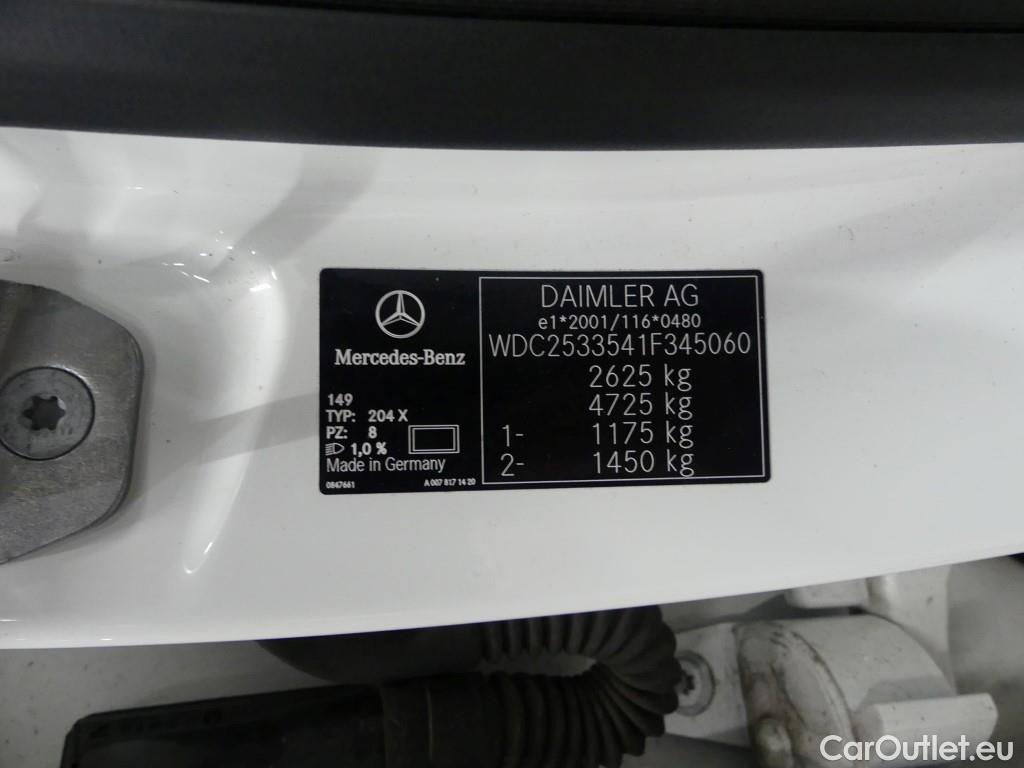 Mercedes-Benz
149
TYP: 204 X
PZ: 8
1,0 %
Made in Germany
0847661
A 007 817 14 20
DAIMLER AG
e1*2001/116*0480
WDC2533541F345060
2625 kg
4725 kg
1- 1175 kg
2- 1450 kg
CarOutlet.eu